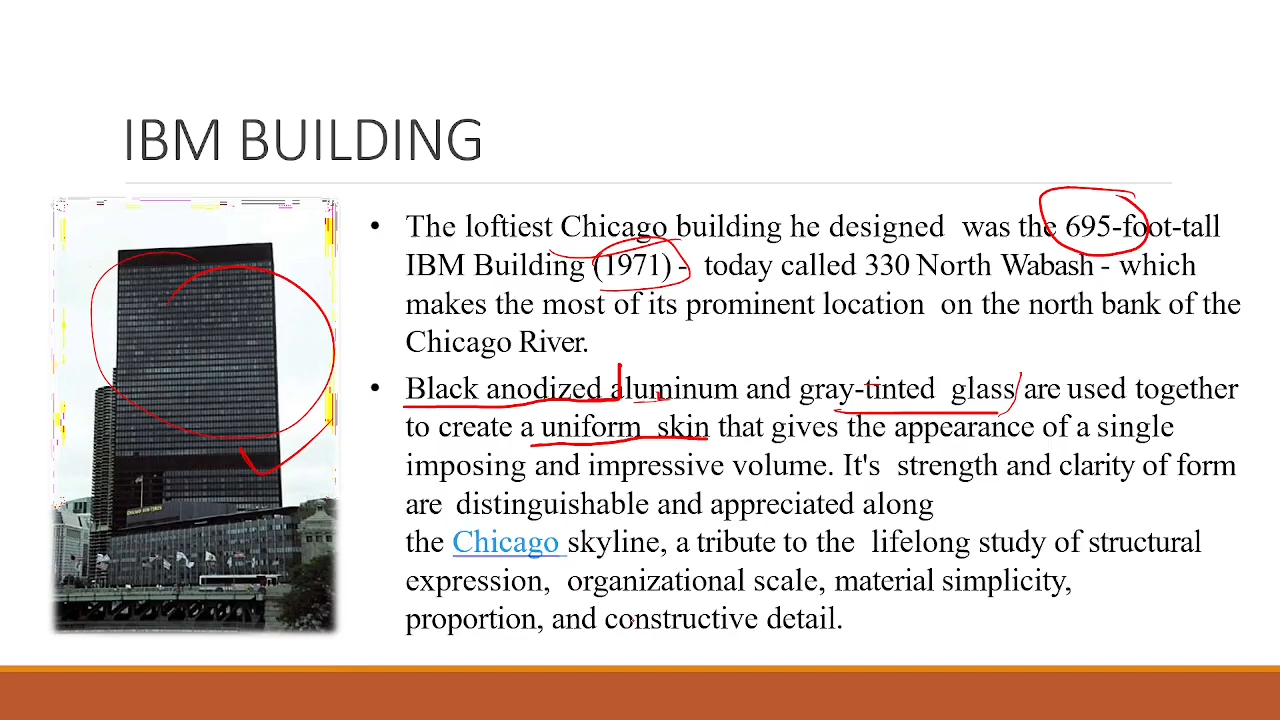 IBM BUILDING
• The loftiest Chicago building he designed was the 695-foot-tall
IBM Building (1971) - today called 330 North Wabash - which
makes the most of its prominent location on the north bank of the
Chicago River.
• Black anodized aluminum and gray-tinted glass are used together
to create a uniform skin that gives the appearance of a single
imposing and impressive volume. It's strength and clarity of form
are distinguishable and appreciated along
the Chicago skyline, a tribute to the lifelong study of structural
expression, organizational scale, material simplicity,
proportion, and constructive detail.